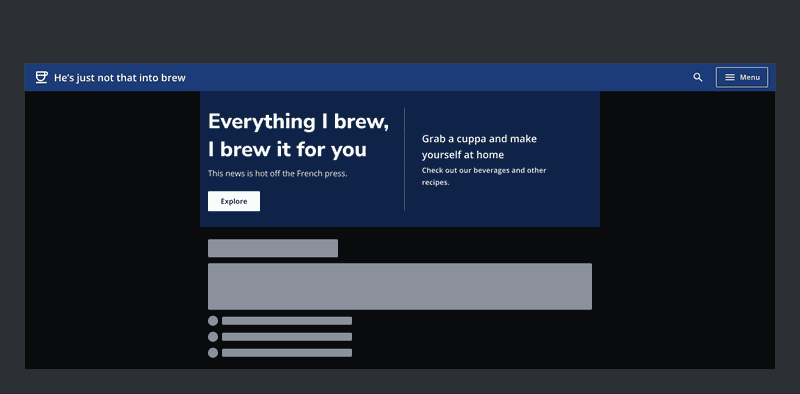 He's just not that into brew
Menu
Everything I brew,
I brew it for you
This news is hot off the French press.
Explore
Grab a cuppa and make
yourself at home
Check out our beverages and other
recipes.